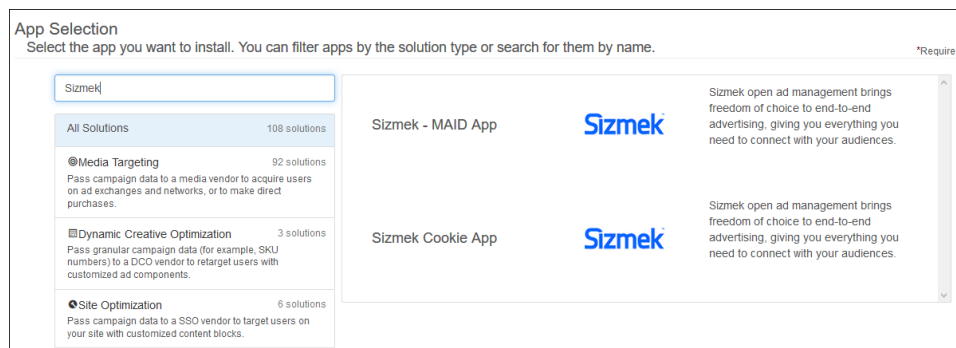 App Selection
Select the app you want to install. You can filter apps by the solution type or search for them by name.
*Require
Sizmek
All Solutions 108 solutions
Media Targeting 92 solutions
Pass campaign data to a media vendor to acquire users
on ad exchanges and networks, or to make direct
purchases.
Dynamic Creative Optimization 3 solutions
Pass granular campaign data (for example, SKU
numbers) to a DCO vendor to retarget users with
customized ad components.
Site Optimization 6 solutions
Pass campaign data to a SSO vendor to target users on
your site with customized content blocks.
Sizmek - MAID App
Sizmek
Sizmek open ad management brings
freedom of choice to end-to-end
advertising, giving you everything you
need to connect with your audiences.
Sizmek Cookie App
Sizmek
Sizmek open ad management brings
freedom of choice to end-to-end
advertising, giving you everything you
need to connect with your audiences.